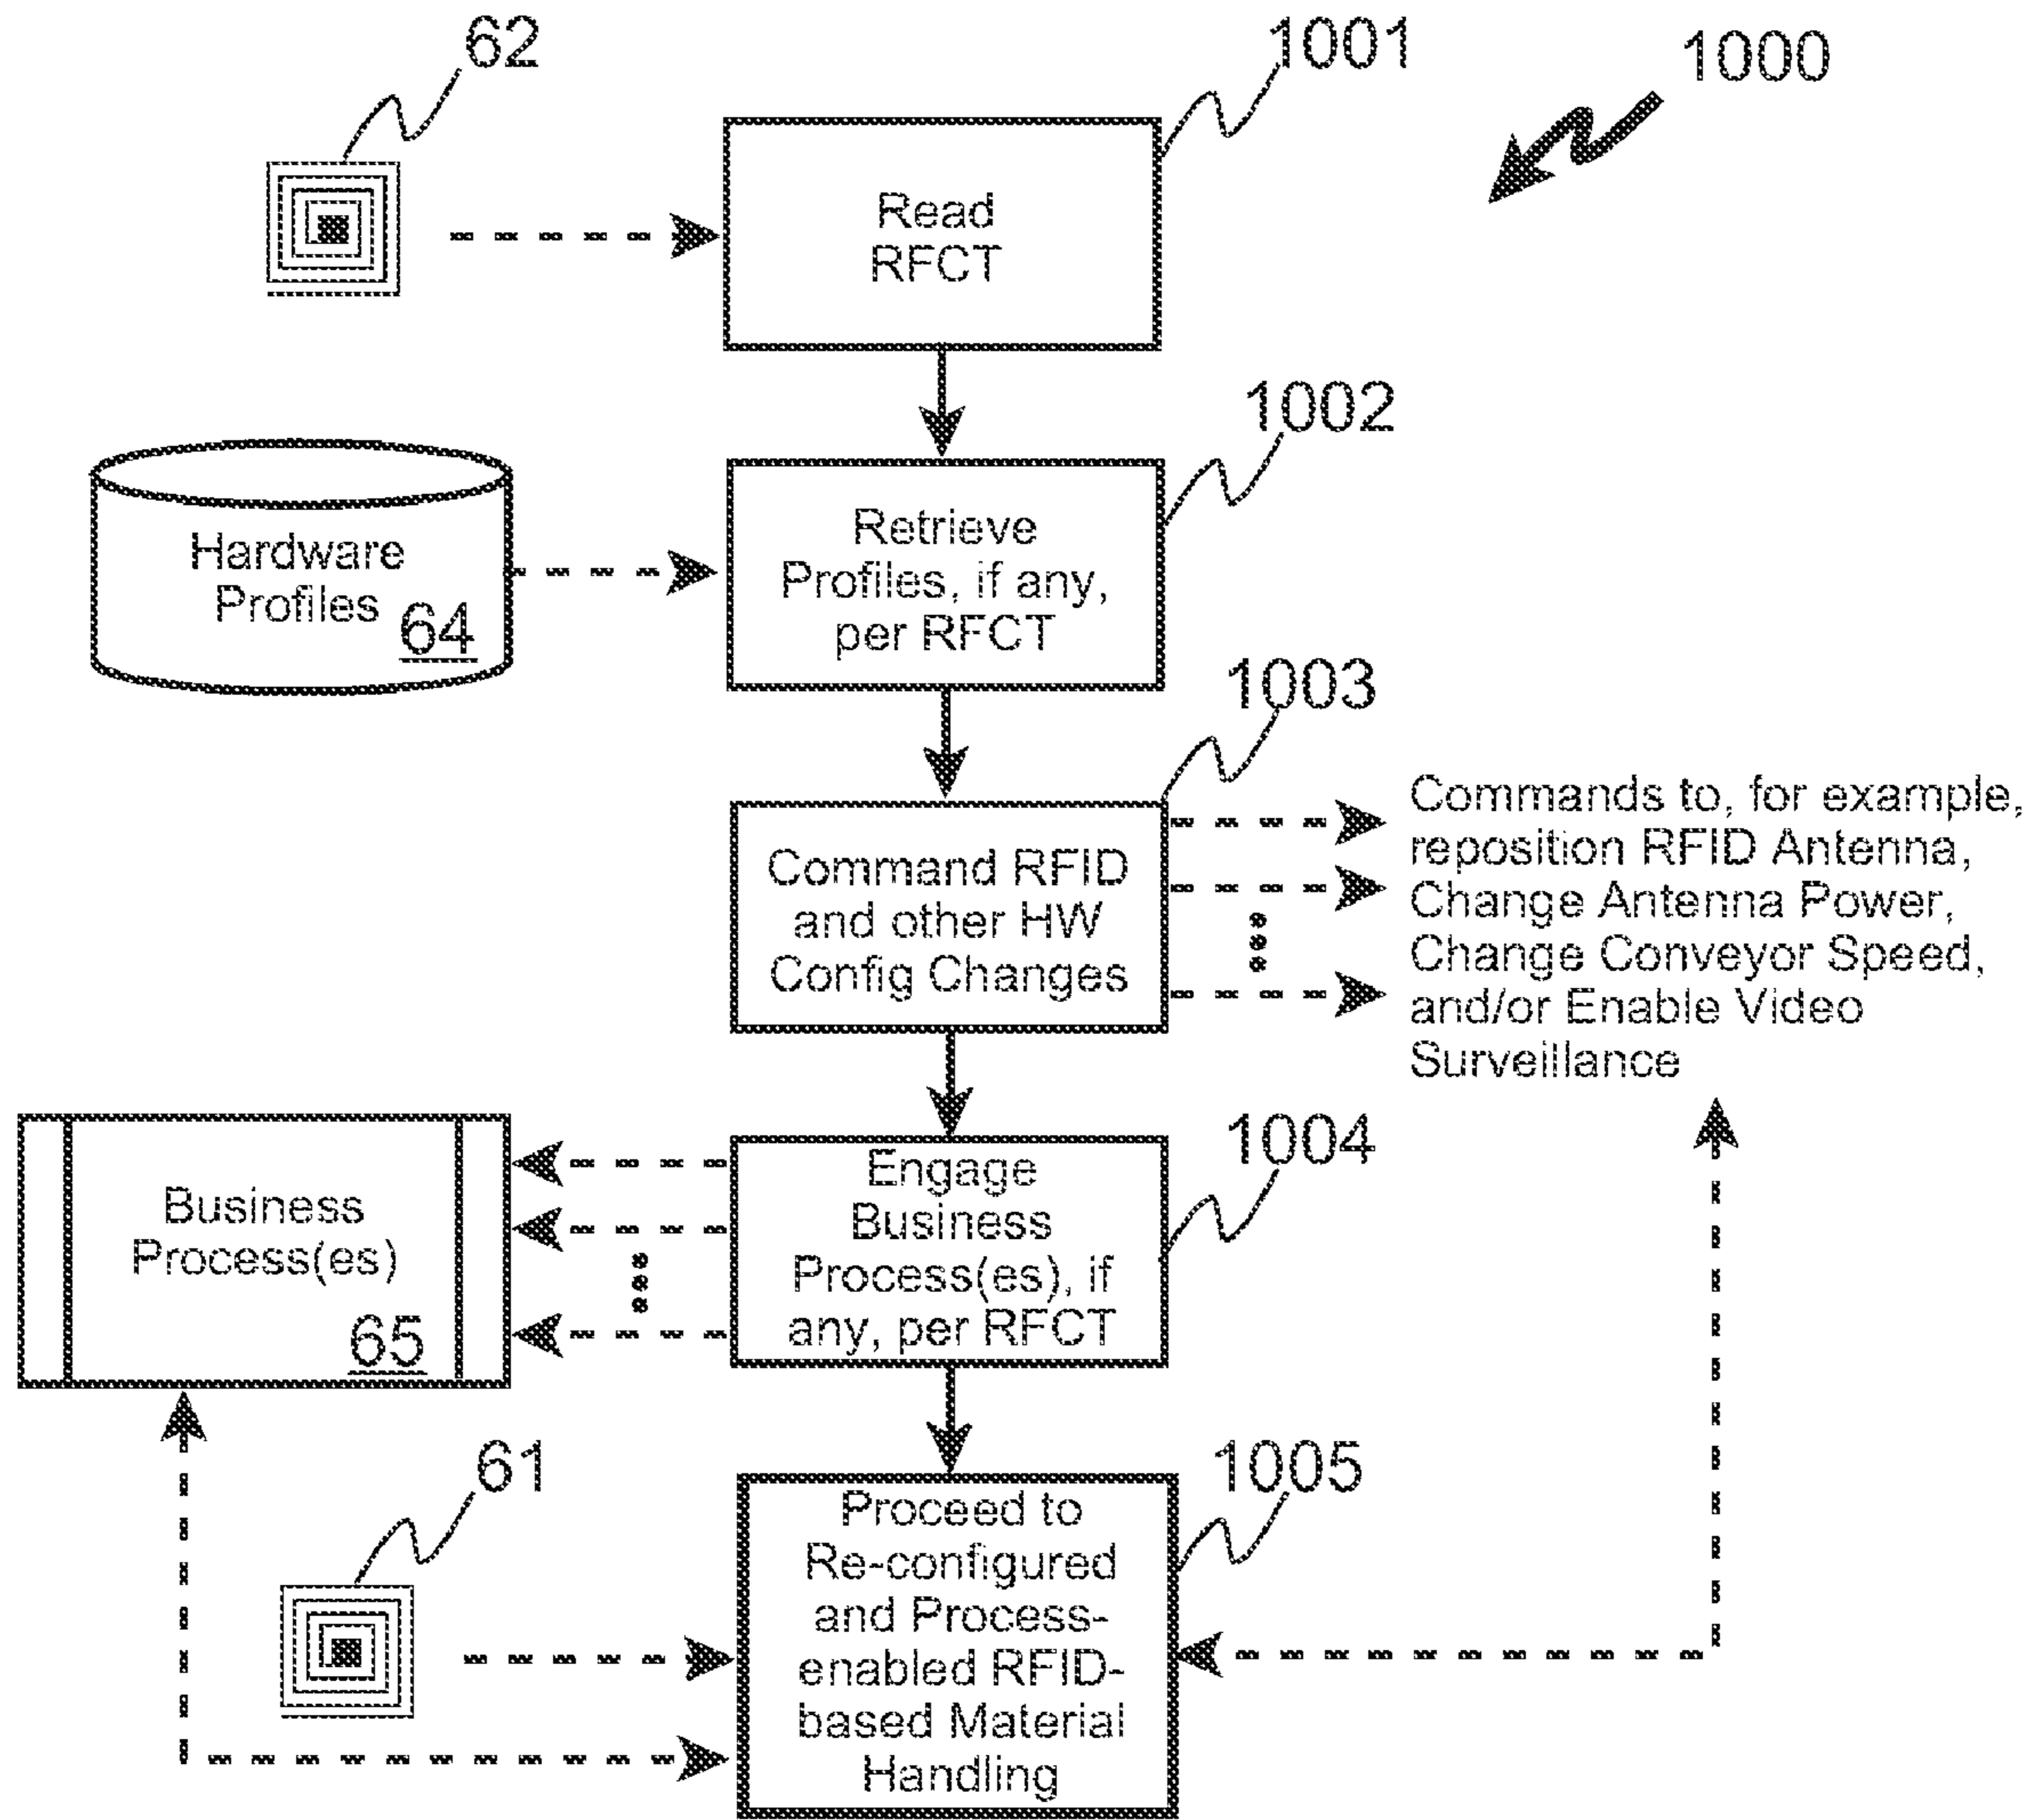 62
1001
1000
Read
RFCT
1002
Hardware
Profiles
64
Retrieve
Profiles, if any,
per RFCT
1003
Command RFID
and other HW
Config Changes
Commands to, for example,
reposition RFID Antenna,
Change Antenna Power,
Change Conveyor Speed,
and/or Enable Video
Surveillance
1004
Business
Process(es)
65
Engage
Business
Process(es), if
any, per RFCT
61
1005
Proceed to
Re-configured
and Process-
enabled RFID-
based Material
Handling